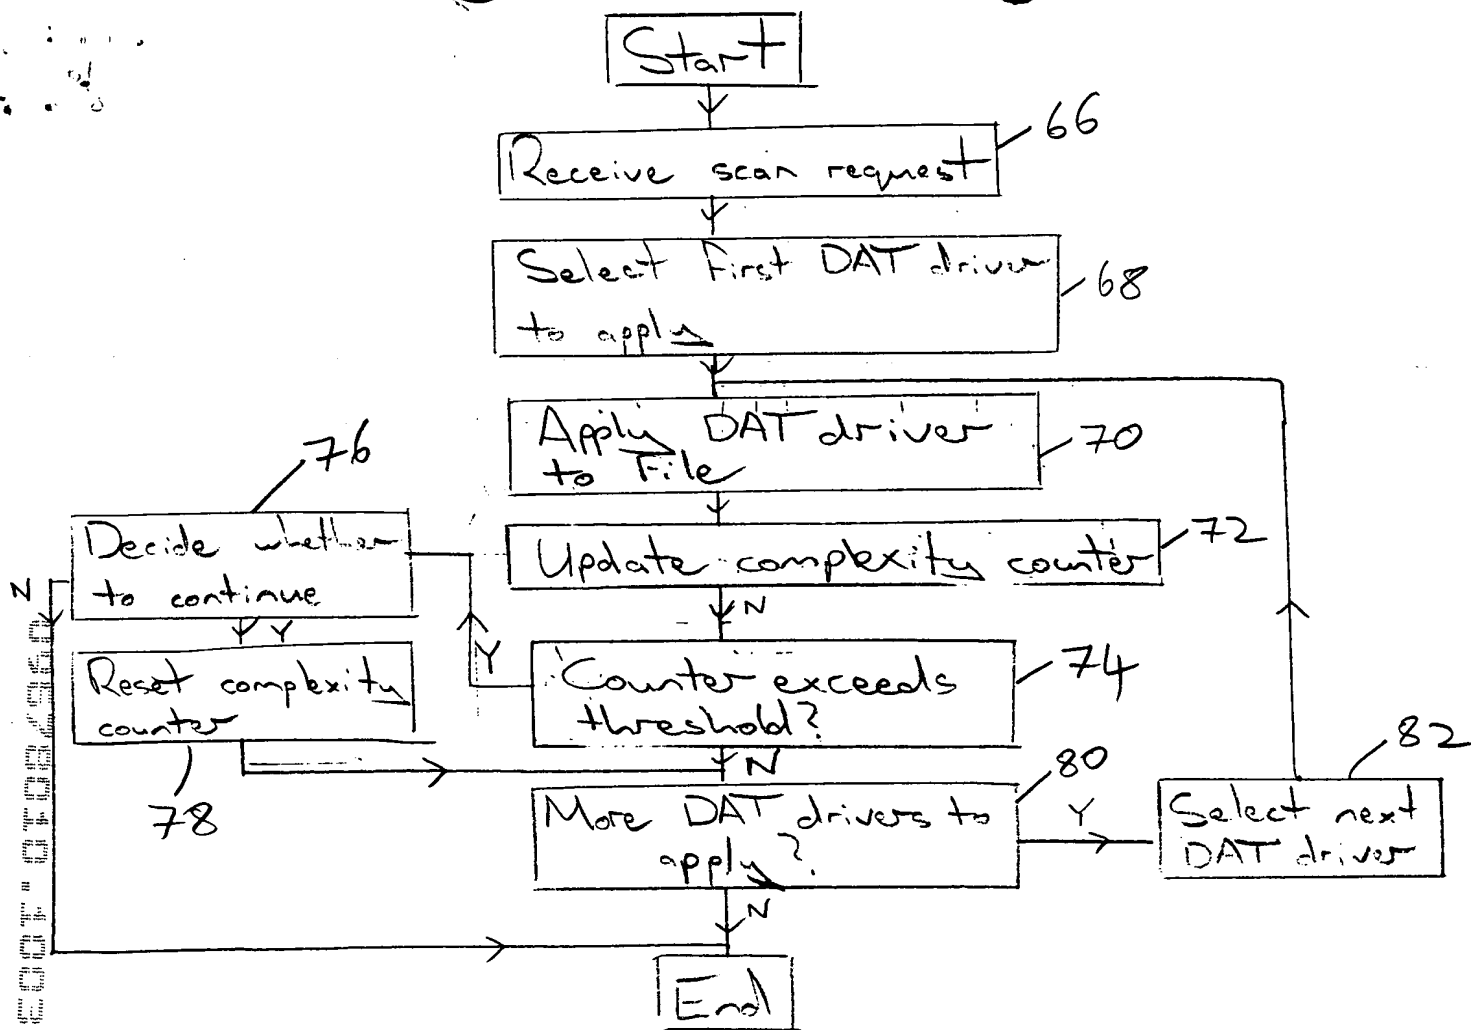 Start
66
Receive scan request
Select first DAT driver
to apply
68
Apply DAT driver
to File
70
76
Decide whether
to continue
Update complexity counter
72
N
N
Y
Y
Reset complexity
counter
Counter exceeds
threshold?
74
N
78
More DAT drivers to
apply?
80
Y
82
Select next
DAT driver
N
End